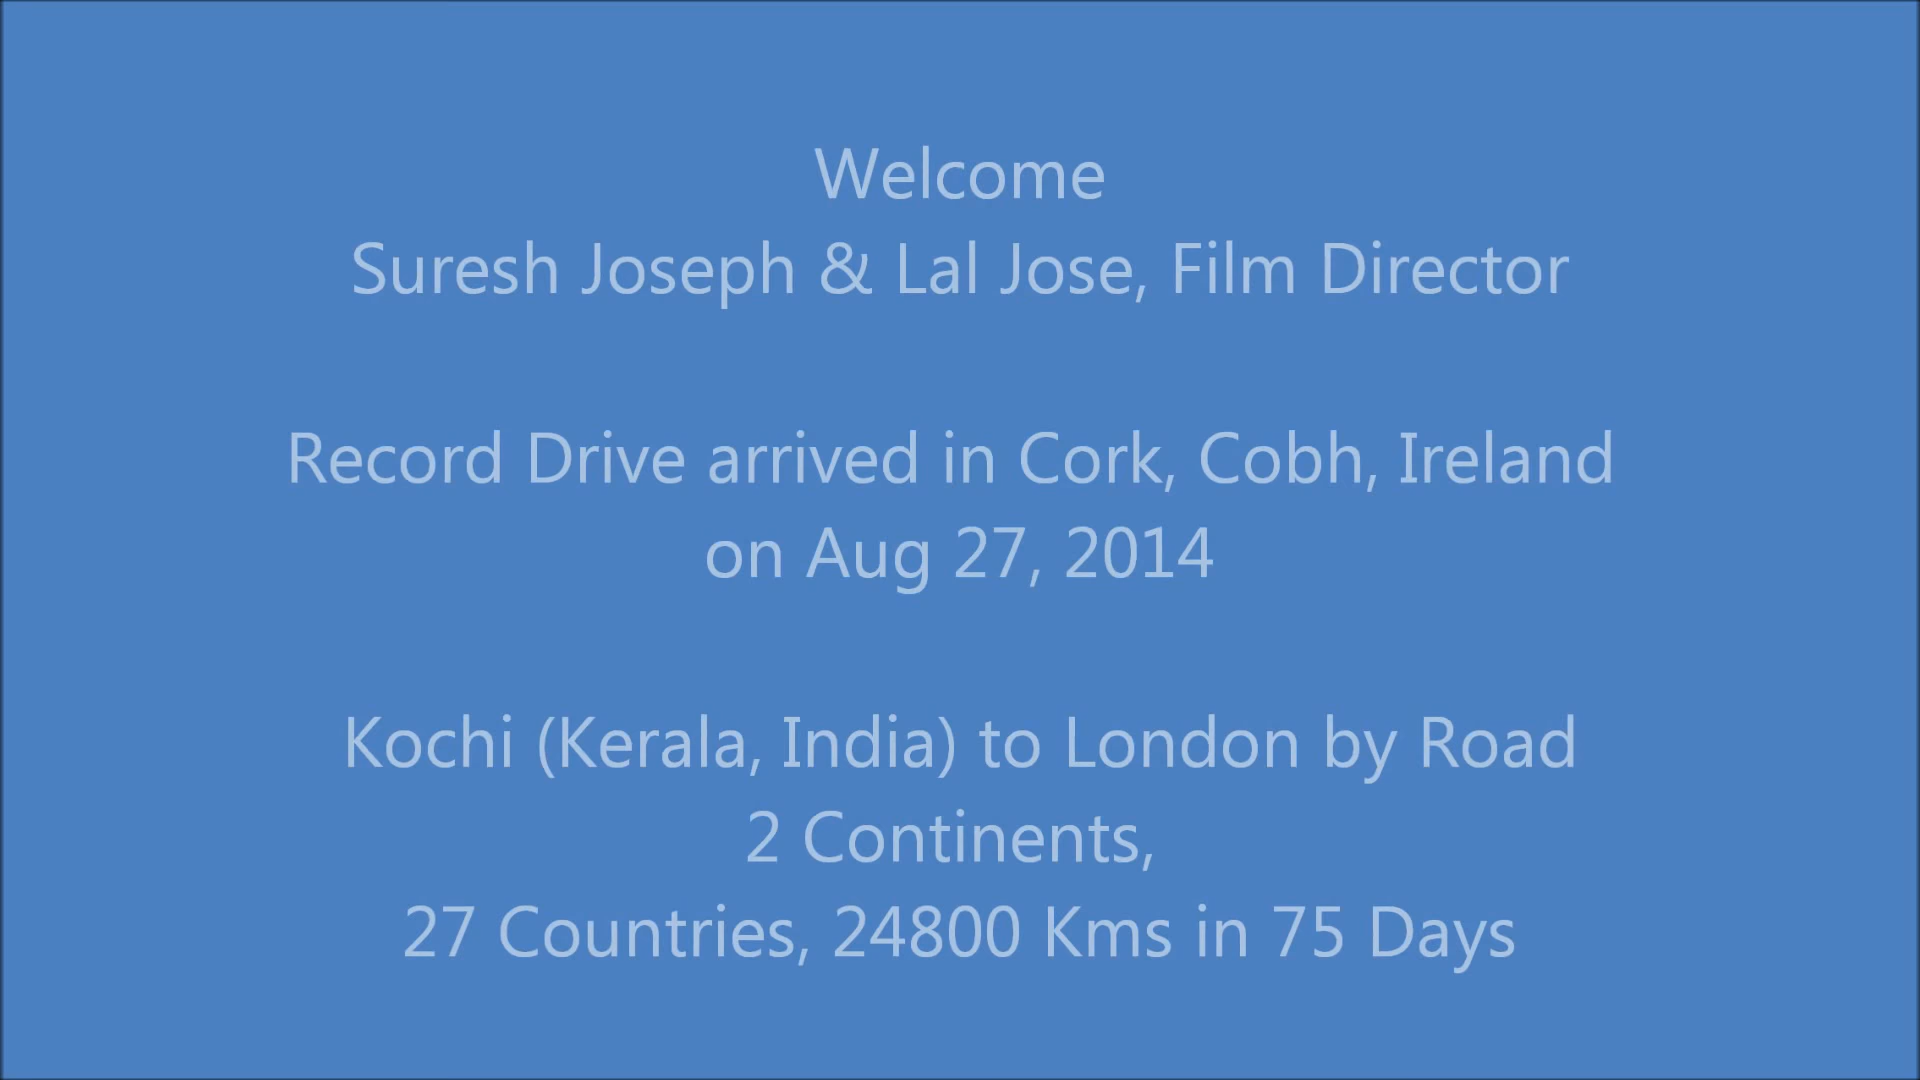 Welcome
Suresh Joseph & Lal Jose, Film Director
Record Drive arrived in Cork, Cobh, Ireland
on Aug 27, 2014
Kochi (Kerala, India) to London by Road
2 Continents,
27 Countries, 24800 Kms in 75 Days